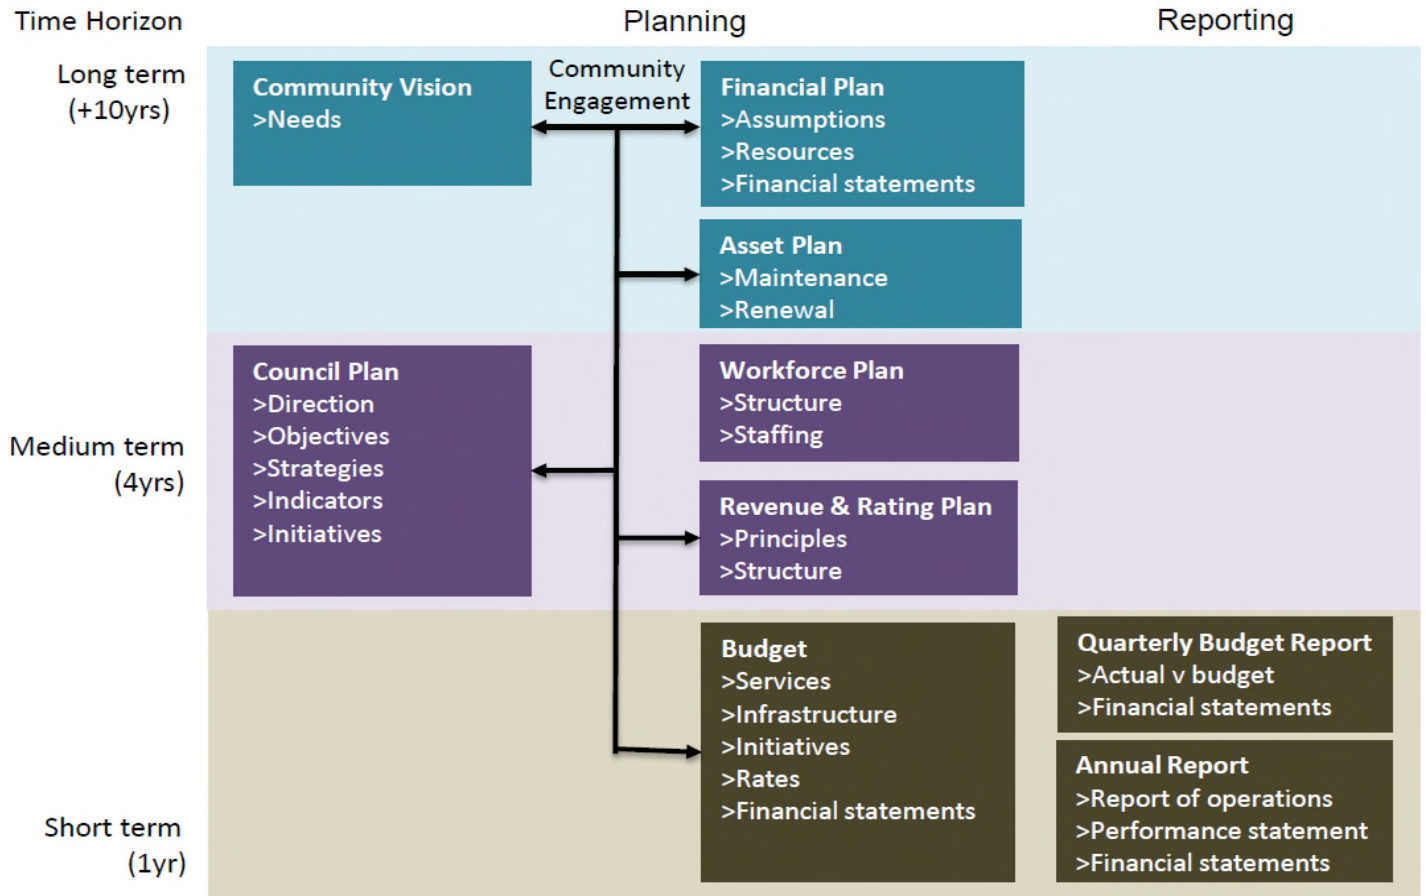 Time Horizon
Planning
Reporting
Long term
(+10yrs)
Community Vision
>Needs
Community
Engagement
Financial Plan
>Assumptions
>Resources
>Financial statements
Asset Plan
>Maintenance
>Renewal
Medium term
(4yrs)
Council Plan
>Direction
>Objectives
>Strategies
>Indicators
>Initiatives
Workforce Plan
>Structure
>Staffing
Revenue & Rating Plan
>Principles
>Structure
Short term
(1yr)
Budget
>Services
>Infrastructure
>Initiatives
>Rates
>Financial statements
Quarterly Budget Report
>Actual v budget
>Financial statements
Annual Report
>Report of operations
>Performance statement
>Financial statements